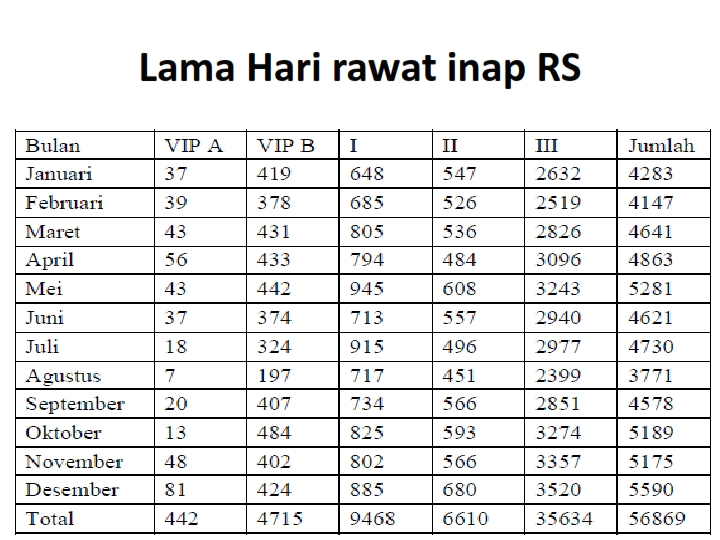 Lama Hari rawat inap RS
Bulan VIP A VIP B I II III Jumlah
Januari 37 419 648 547 2632 4283
Februari 39 378 685 526 2519 4147
Maret 43 431 805 536 2826 4641
April 56 433 794 484 3096 4863
Mei 43 442 945 608 3243 5281
Juni 37 374 713 557 2940 4621
Juli 18 324 915 496 2977 4730
Agustus 7 197 717 451 2399 3771
September 20 407 734 566 2851 4578
Oktober 13 484 825 593 3274 5189
November 48 402 802 566 3357 5175
Desember 81 424 885 680 3520 5590
Total 442 4715 9468 6610 35634 56869